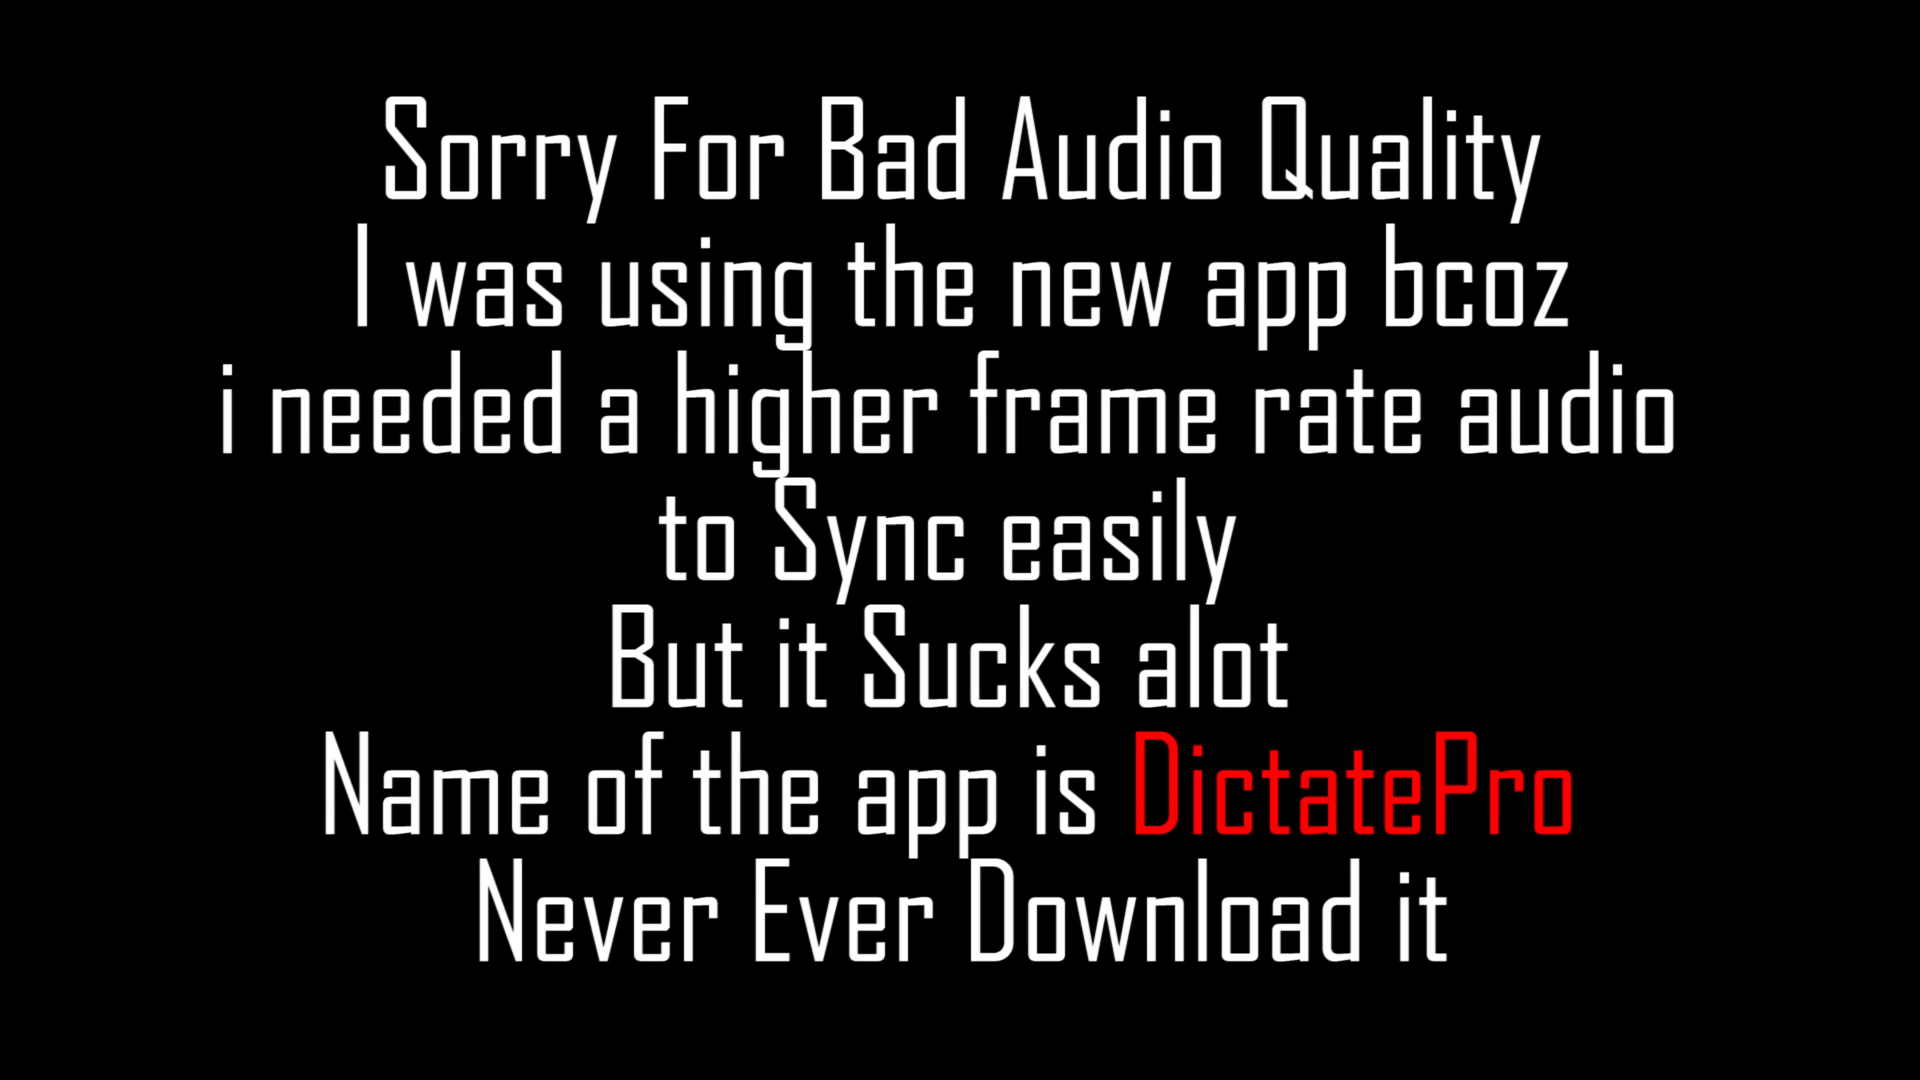 Sorry For Bad Audio Quality
I was using the new app bcoz
i needed a higher frame rate audio
to Sync easily
But it Sucks alot
Name of the app is DictatePro
Never Ever Download it